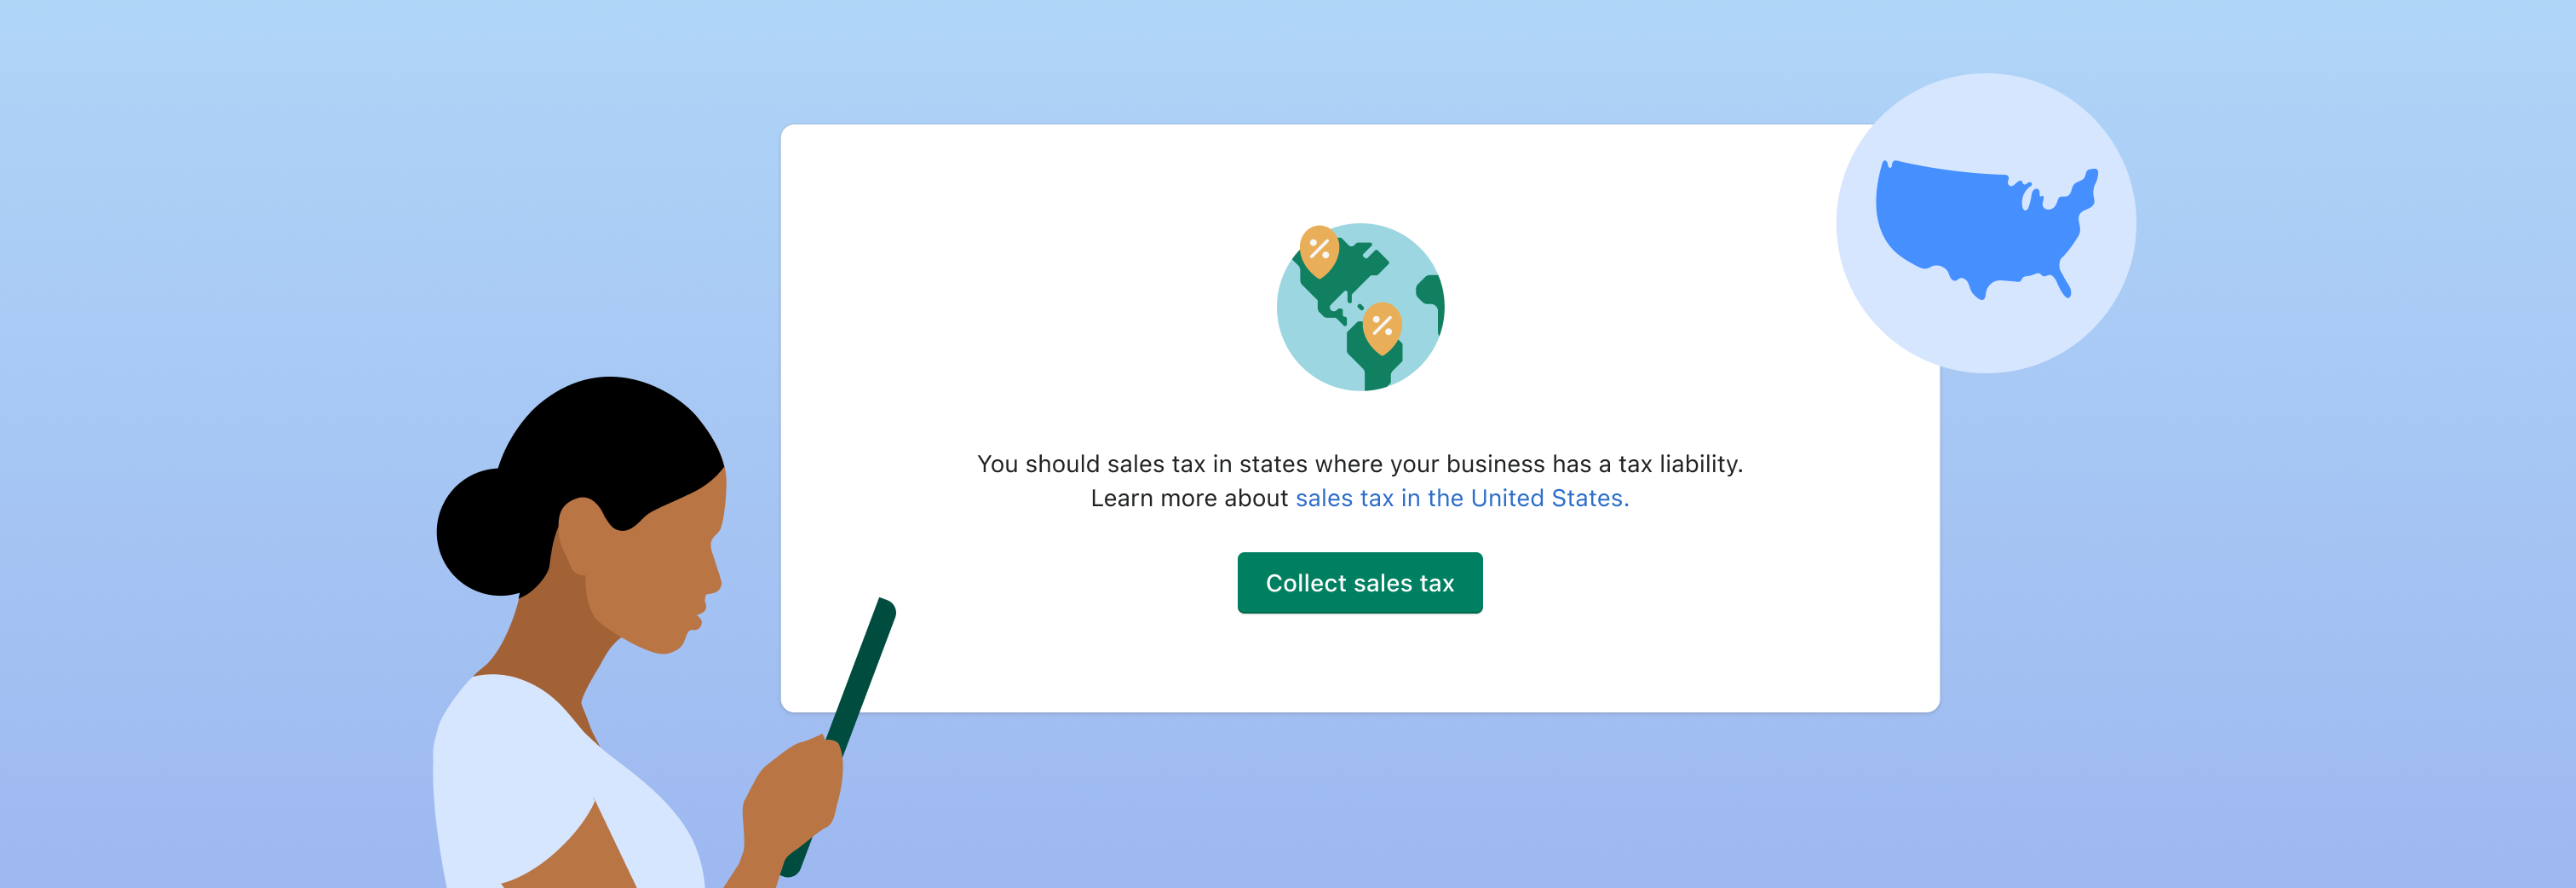 %
%
You should sales tax in states where your business has a tax liability.
Learn more about sales tax in the United States.
Collect sales tax